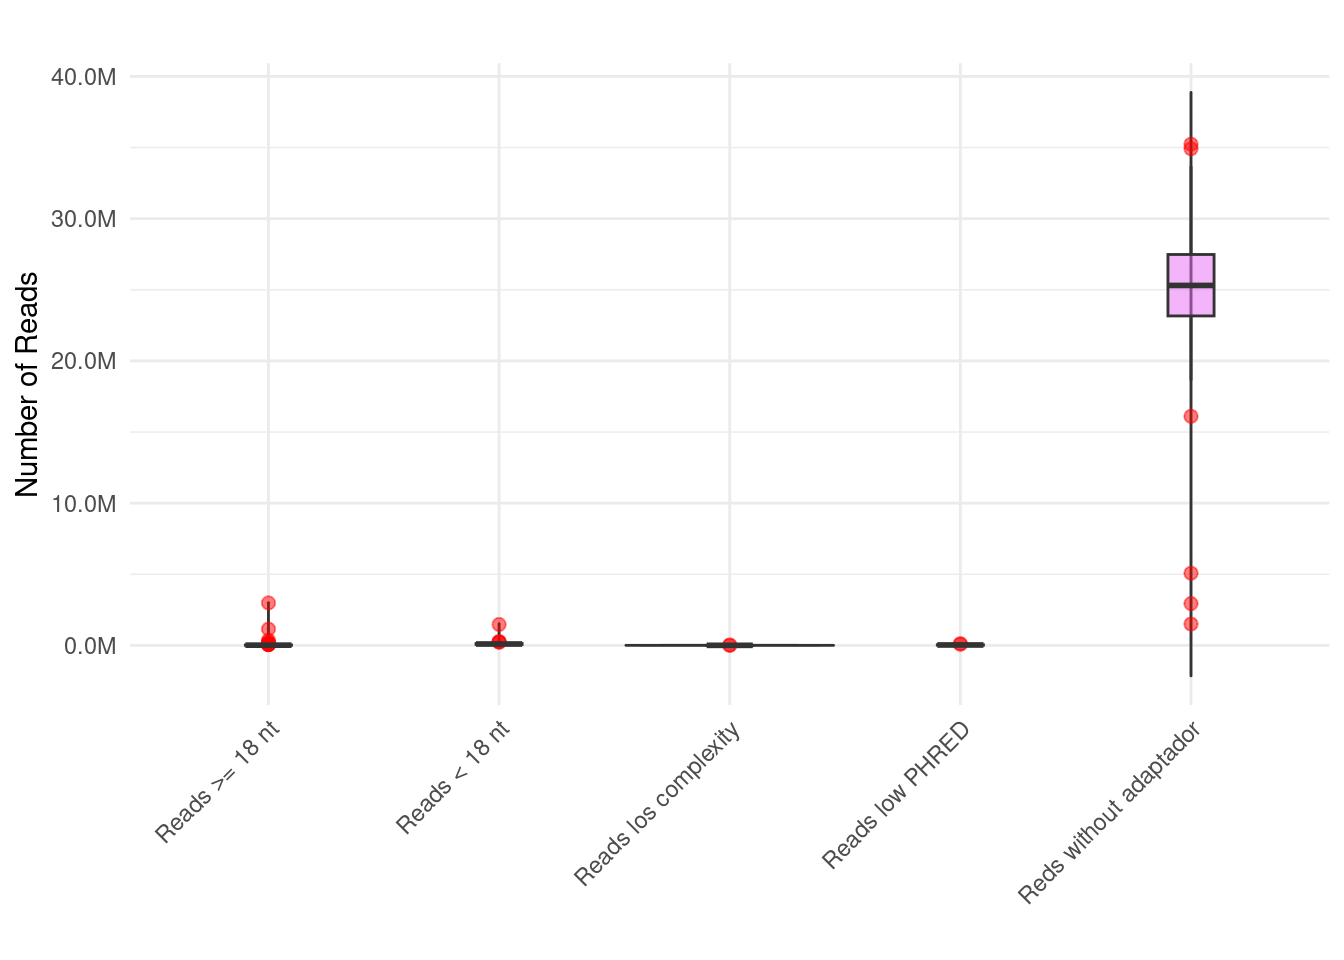 40.0M
30.0M
20.0M
10.0M
0.0M
Number of Reads
Reads >= 18 nt
Reads < 18 nt
Reads los complexity
Reads low PHRED
Reds without adaptador